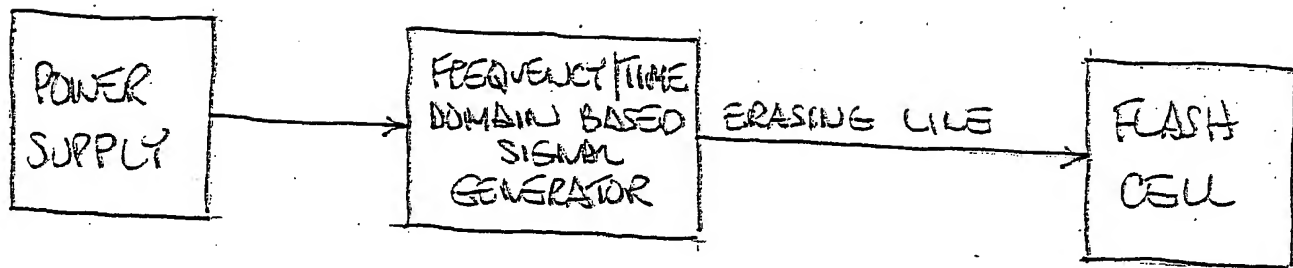 POWER
SUPPLY
FREQUENCY/TIME
DOMAIN BASED
SIGNAL
GENERATOR
ERASING LINE
FLASH
CELL